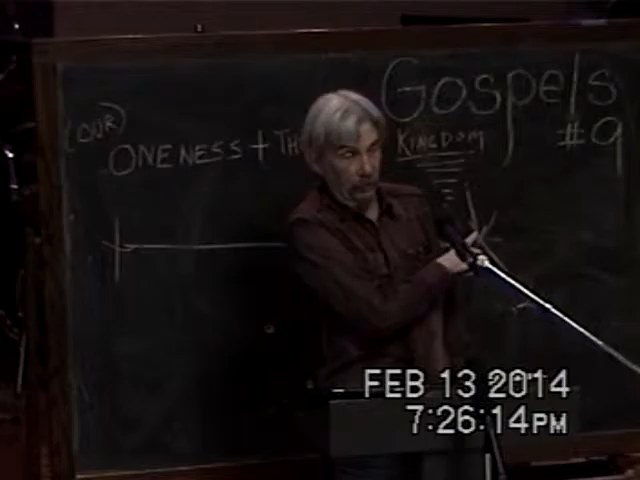 Gospels
#9
(OUR)
ONENESS + TH KINGDOM
FEB 13 2014
7:26:14PM